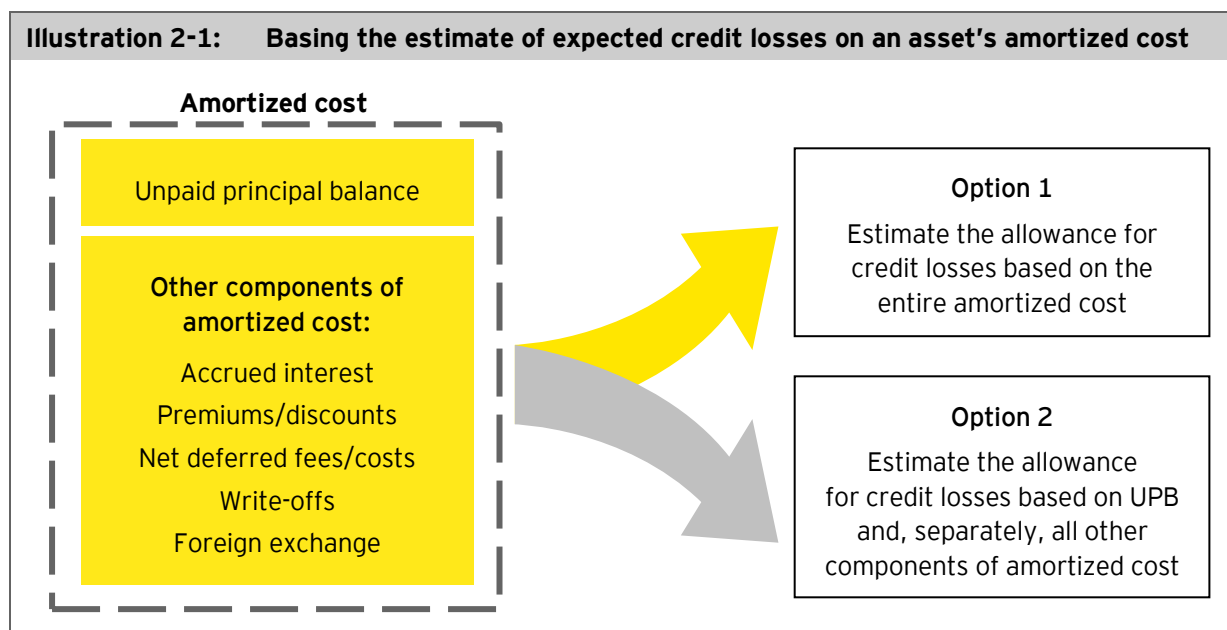 Illustration 2-1: Basing the estimate of expected credit losses on an asset's amortized cost
Amortized cost
Unpaid principal balance
Other components of
amortized cost:
Accrued interest
Premiums/discounts
Net deferred fees/costs
Write-offs
Foreign exchange
Option 1
Estimate the allowance for
credit losses based on the
entire amortized cost
Option 2
Estimate the allowance
for credit losses based on UPB
and, separately, all other
components of amortized cost